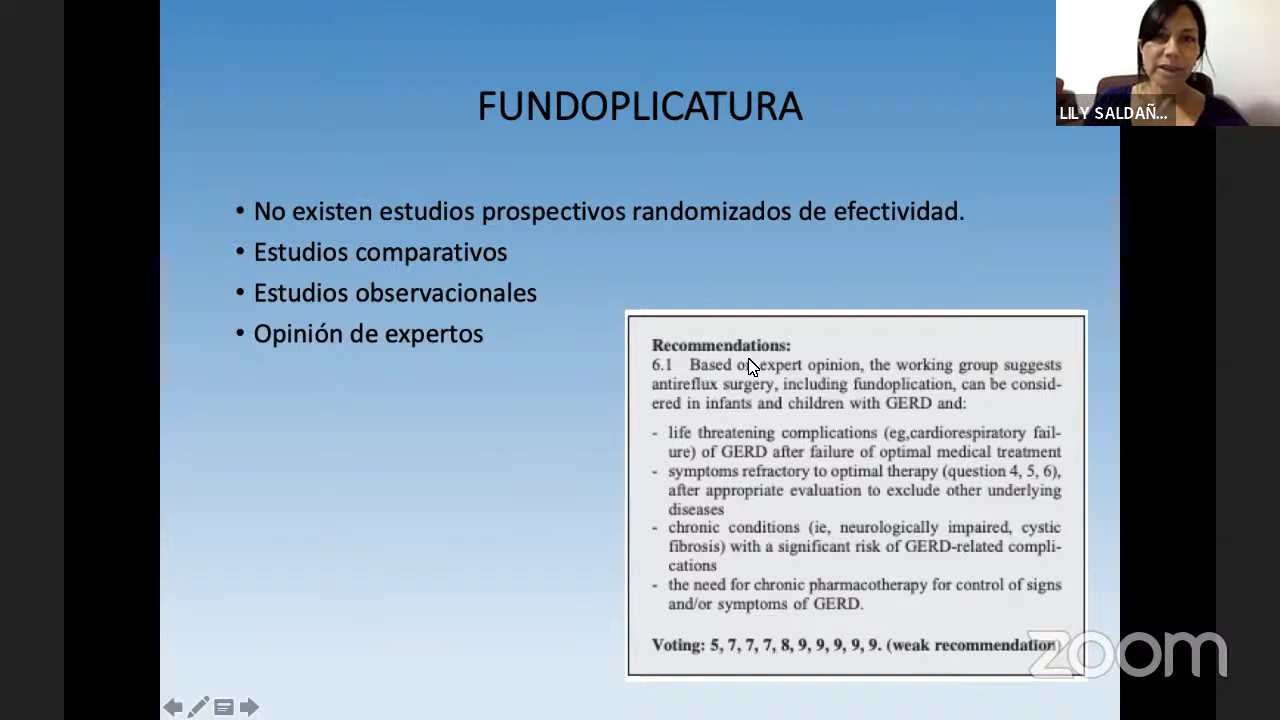 FUNDOPLICATURA
LILY SALDAÑ...
• No existen estudios prospectivos randomizados de efectividad.
• Estudios comparativos
• Estudios observacionales
• Opinión de expertos
Recommendations:
6.1 Based on expert opinion, the working group suggests
antireflux surgery, including fundoplication, can be consid-
ered in infants and children with GERD and:
- life threatening complications (eg,cardiorespiratory fail-
ure) of GERD after failure of optimal medical treatment
- symptoms refractory to optimal therapy (question 4, 5, 6),
after appropriate evaluation to exclude other underlying
diseases
- chronic conditions (ie, neurologically impaired, cystic
fibrosis) with a significant risk of GERD-related compli-
cations
- the need for chronic pharmacotherapy for control of signs
and/or symptoms of GERD.
Voting: 5, 7, 7, 7, 8, 9, 9, 9, 9, 9. (weak recommendation)
zoom